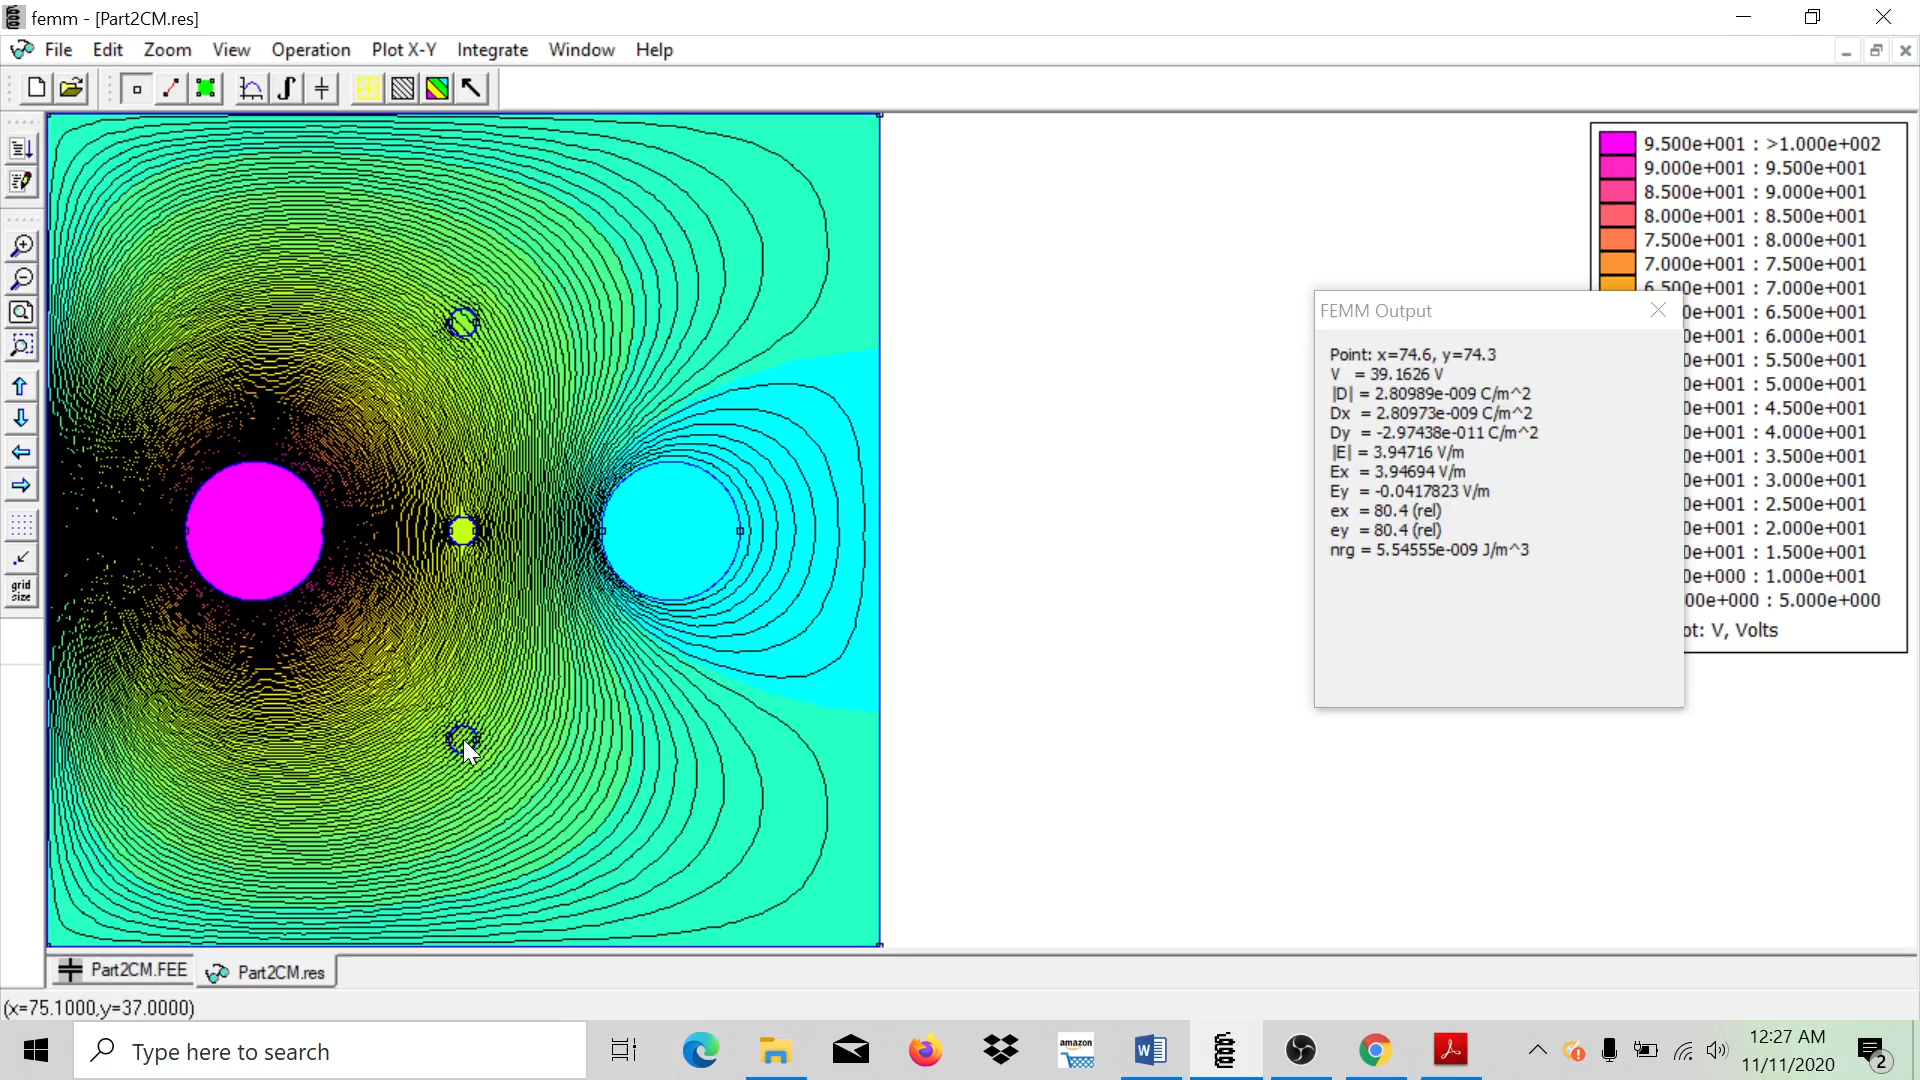 femm - [Part2CM.res]
File Edit Zoom View Operation Plot X-Y Integrate Window Help
grid
size
9.500e+001 : >1.000e+002
9.000e+001 : 9.500e+001
8.500e+001 : 9.000e+001
8.000e+001 : 8.500e+001
7.500e+001 : 8.000e+001
7.000e+001 : 7.500e+001
6.500e+001 : 7.000e+001
0e+001 : 6.500e+001
0e+001 : 6.000e+001
0e+001 : 5.500e+001
0e+001 : 5.000e+001
0e+001 : 4.500e+001
0e+001 : 4.000e+001
0e+001 : 3.500e+001
0e+001 : 3.000e+001
0e+001 : 2.500e+001
0e+001 : 2.000e+001
0e+001 : 1.500e+001
0e+000 : 1.000e+001
00e+000 : 5.000e+000
ot: V, Volts
FEMM Output
Point: x=74.6, y=74.3
V = 39.1626 V
|D| = 2.80989e-009 C/m^2
Dx = 2.80973e-009 C/m^2
Dy = -2.97438e-011 C/m^2
|E| = 3.94716 V/m
Ex = 3.94694 V/m
Ey = -0.0417823 V/m
ex = 80.4 (rel)
ey = 80.4 (rel)
nrg = 5.54555e-009 J/m^3
Part2CM.FEE Part2CM.res
(x=75.1000,y=37.0000)
Type here to search
amazon
12:27 AM
11/11/2020
2